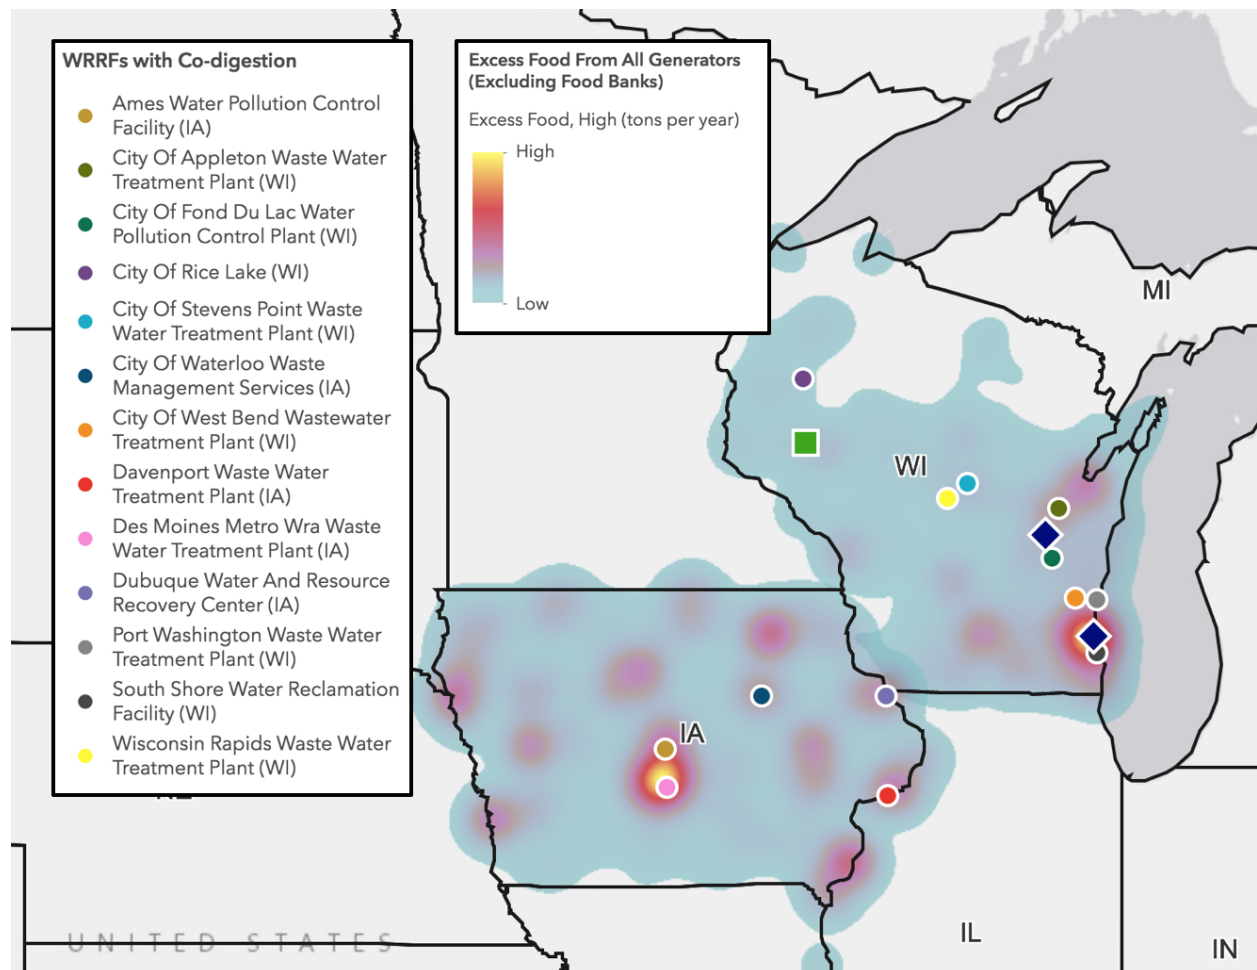 WRRFs with Co-digestion
Ames Water Pollution Control
Facility (IA)
City Of Appleton Waste Water
Treatment Plant (WI)
City Of Fond Du Lac Water
Pollution Control Plant (WI)
City Of Rice Lake (WI)
City Of Stevens Point Waste
Water Treatment Plant (WI)
City Of Waterloo Waste
Management Services (IA)
City Of West Bend Wastewater
Treatment Plant (WI)
Davenport Waste Water
Treatment Plant (IA)
Des Moines Metro Wra Waste
Water Treatment Plant (IA)
Dubuque Water And Resource
Recovery Center (IA)
Port Washington Waste Water
Treatment Plant (WI)
South Shore Water Reclamation
Facility (WI)
Wisconsin Rapids Waste Water
Treatment Plant (WI)
Excess Food From All Generators
(Excluding Food Banks)
Excess Food, High (tons per year)
High
Low
MI
WI
IA
IL
IN
UNITED STATES